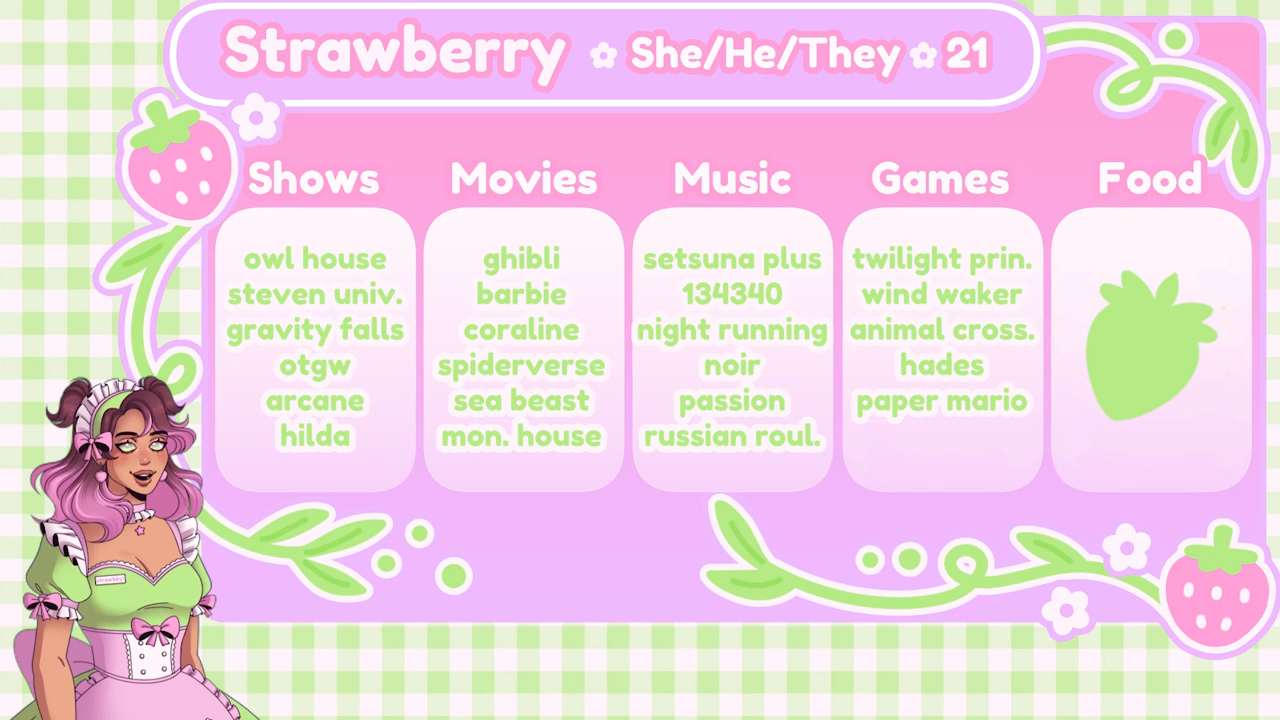 Strawberry She/He/They 21
Shows
owl house
steven univ.
gravity falls
otgw
arcane
hilda
Movies
ghibli
barbie
coraline
spiderverse
sea beast
mon. house
Music
setsuna plus
134340
night running
noir
passion
russian roul.
Games
twilight prin.
wind waker
animal cross.
hades
paper mario
Food